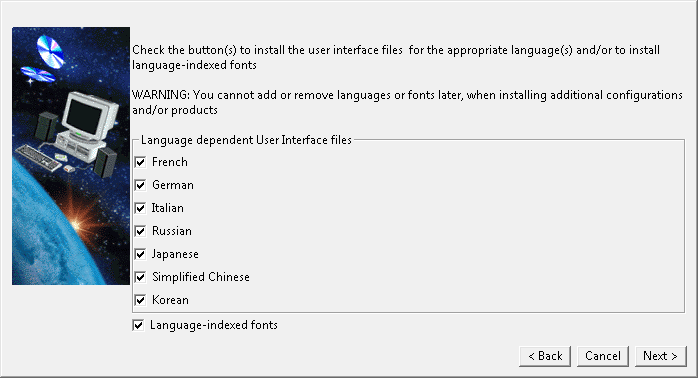 Check the button(s) to install the user interface files  for the appropriate language(s) and/or to install
language-indexed fonts
WARNING: You cannot add or remove languages or fonts later, when installing additional configurations
and/or products
Language dependent User Interface files
French
German
Italian
Russian
Japanese
Simplified Chinese
Korean
Language-indexed fonts
< Back Cancel Next >